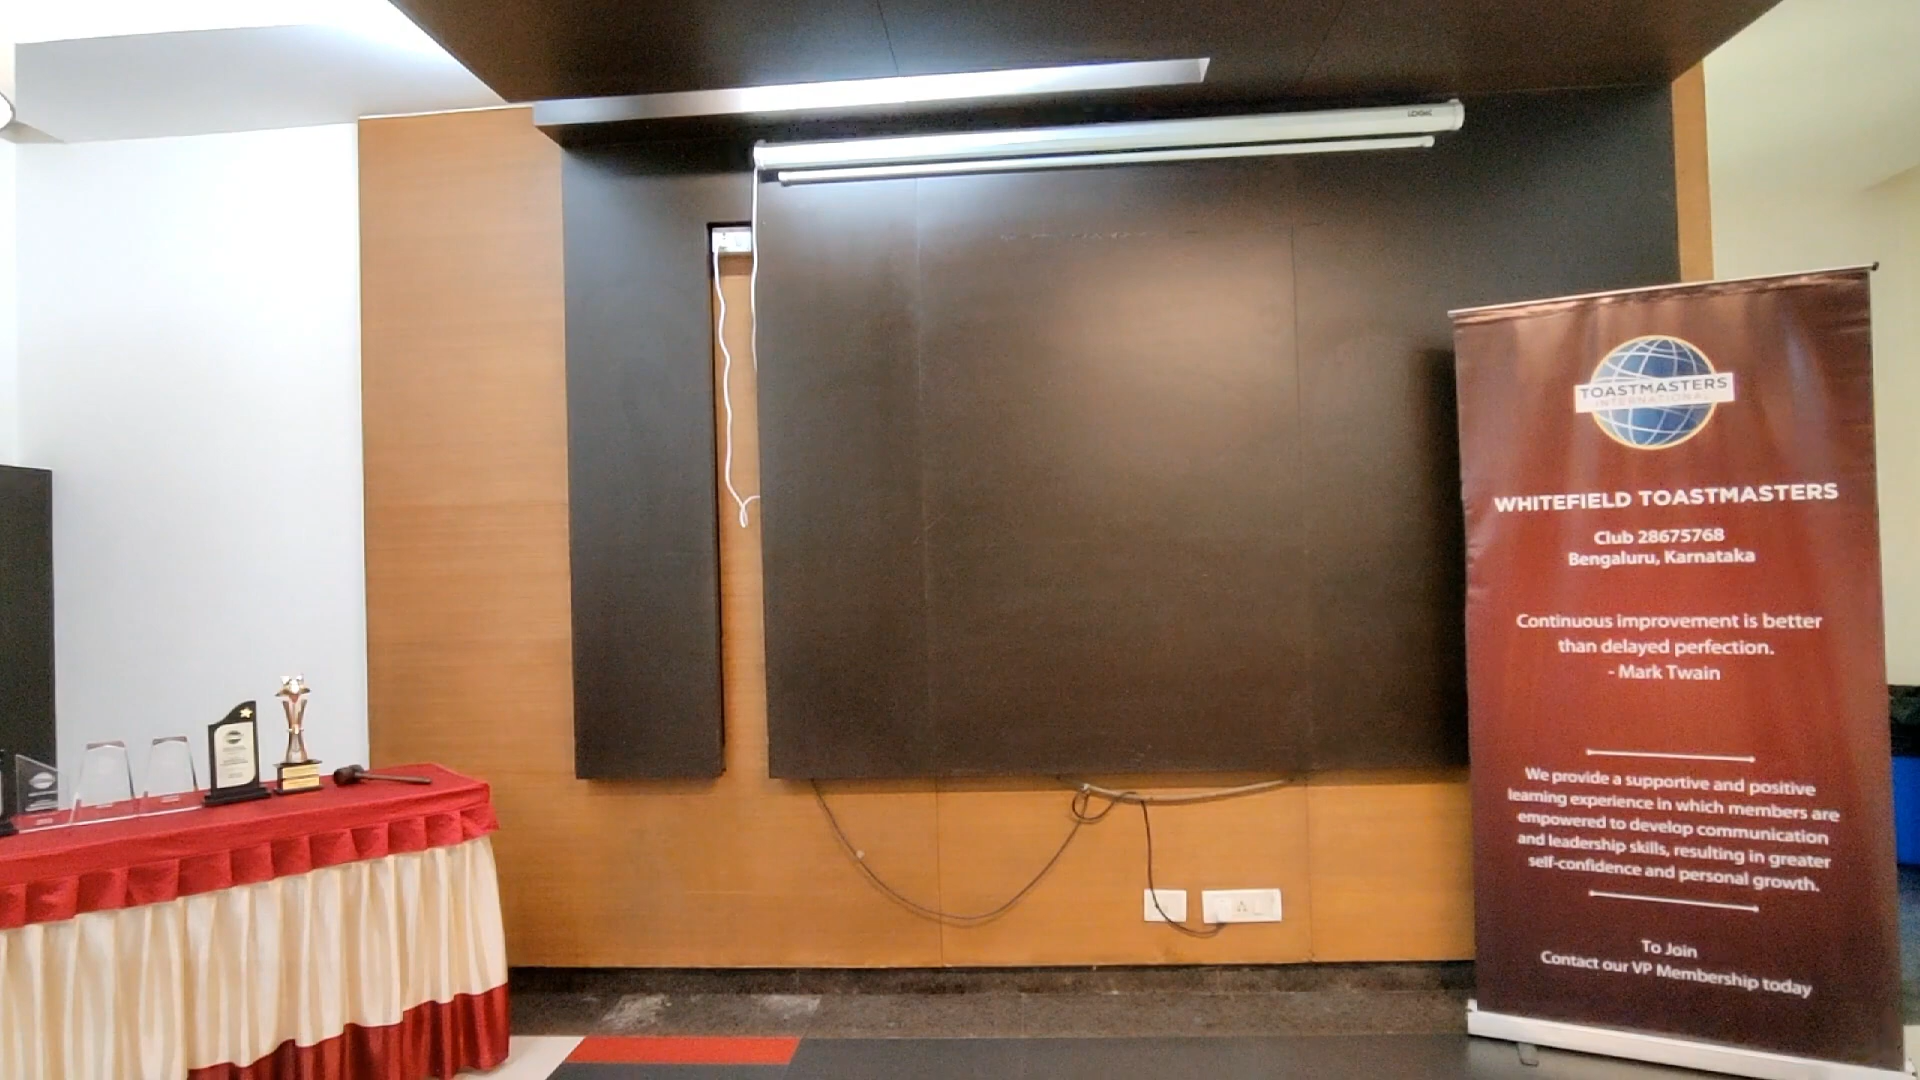 LOGIC
TOASTMASTERS
INTERNATIONAL
WHITEFIELD TOASTMASTERS
Club 28675768
Bengaluru, Karnataka
Continuous improvement is better
than delayed perfection.
- Mark Twain
We provide a supportive and positive
learning experience in which members are
empowered to develop communication
and leadership skills, resulting in greater
self-confidence and personal growth.
To Join
Contact our VP Membership today